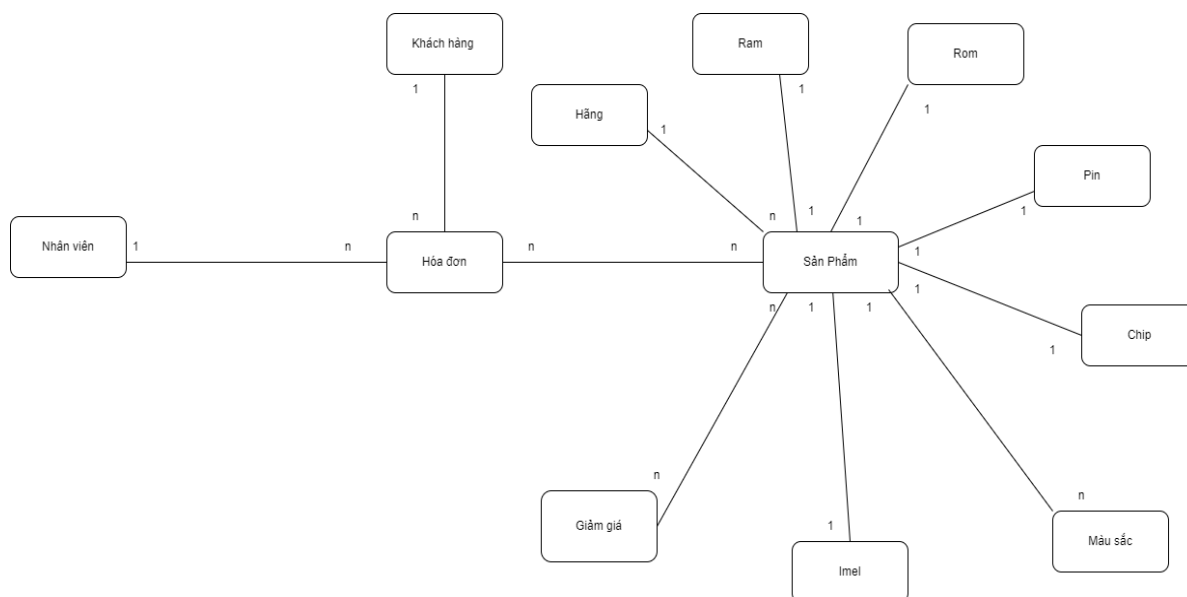 Khách hàng
Ram
Rom
1
1
1
Hãng
1
Pin
1
n
n
1
1
Nhân viên
1
n
Hóa đơn
n
n
Sản Phẩm
1
1
n
1
1
Chip
1
n
n
Giảm giá
1
Imel
Màu sắc